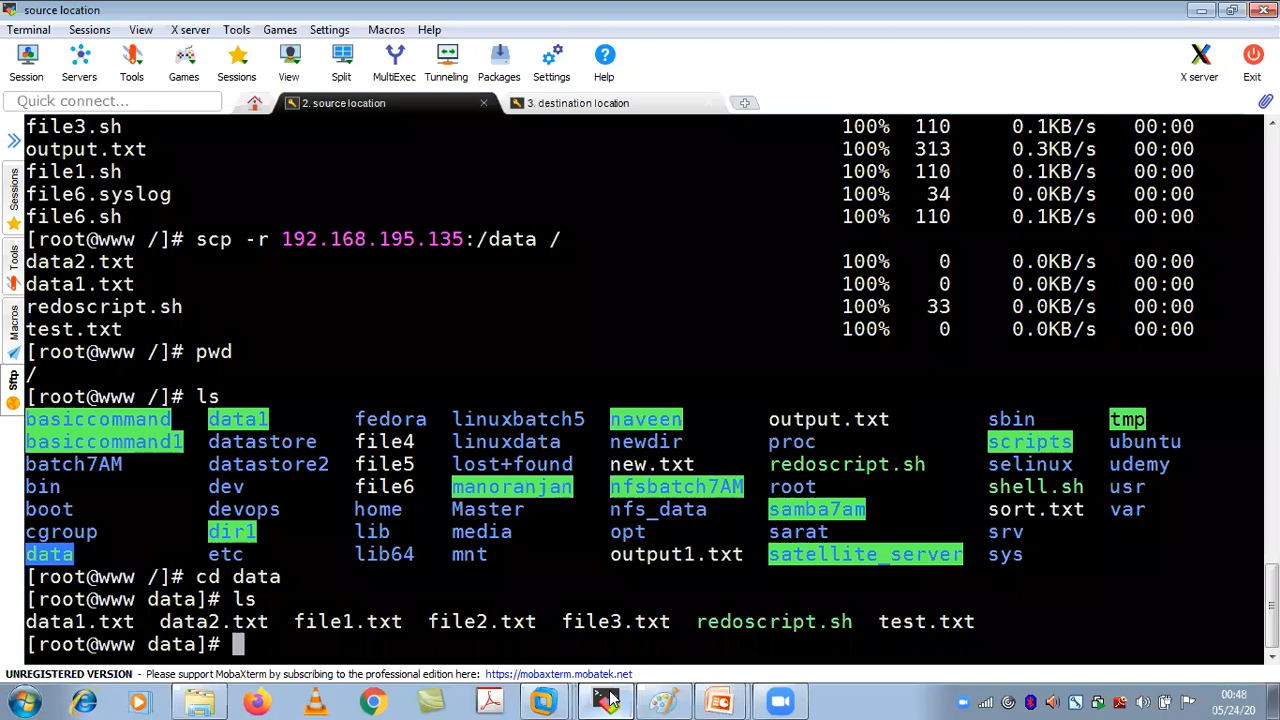 source location
Terminal Sessions View X server Tools Games Settings Macros Help
Session Servers Tools Games Sessions View Split MultiExec Tunneling Packages Settings Help X server Exit
Quick connect... 2. source location 3. destination location
file3.sh 100% 110 0.1KB/s 00:00
output.txt 100% 313 0.3KB/s 00:00
file1.sh 100% 110 0.1KB/s 00:00
file6.syslog 100% 34 0.0KB/s 00:00
file6.sh 100% 110 0.1KB/s 00:00
[root@www /]# scp -r 192.168.195.135:/data /
data2.txt 100% 0 0.0KB/s 00:00
data1.txt 100% 0 0.0KB/s 00:00
redoscript.sh 100% 33 0.0KB/s 00:00
test.txt 100% 0 0.0KB/s 00:00
[root@www /]# pwd
/
[root@www /]# ls
basiccommand data1 fedora linuxbatch5 naveen output.txt sbin tmp
basiccommand1 datastore file4 linuxdata newdir proc scripts ubuntu
batch7AM datastore2 file5 lost+found new.txt redoscript.sh selinux udemy
bin dev file6 manoranjan nfsbatch7AM root shell.sh usr
boot devops home Master nfs_data samba7am sort.txt var
cgroup dir1 lib media opt sarat srv
data etc lib64 mnt output1.txt satellite_server sys
[root@www /]# cd data
[root@www data]# ls
data1.txt data2.txt file1.txt file2.txt file3.txt redoscript.sh test.txt
[root@www data]#
Sessions
Tools
Macros
Sftp
UNREGISTERED VERSION - Please support MobaXterm by subscribing to the professional edition here: https://mobaxterm.mobatek.net
00:48
05/24/20